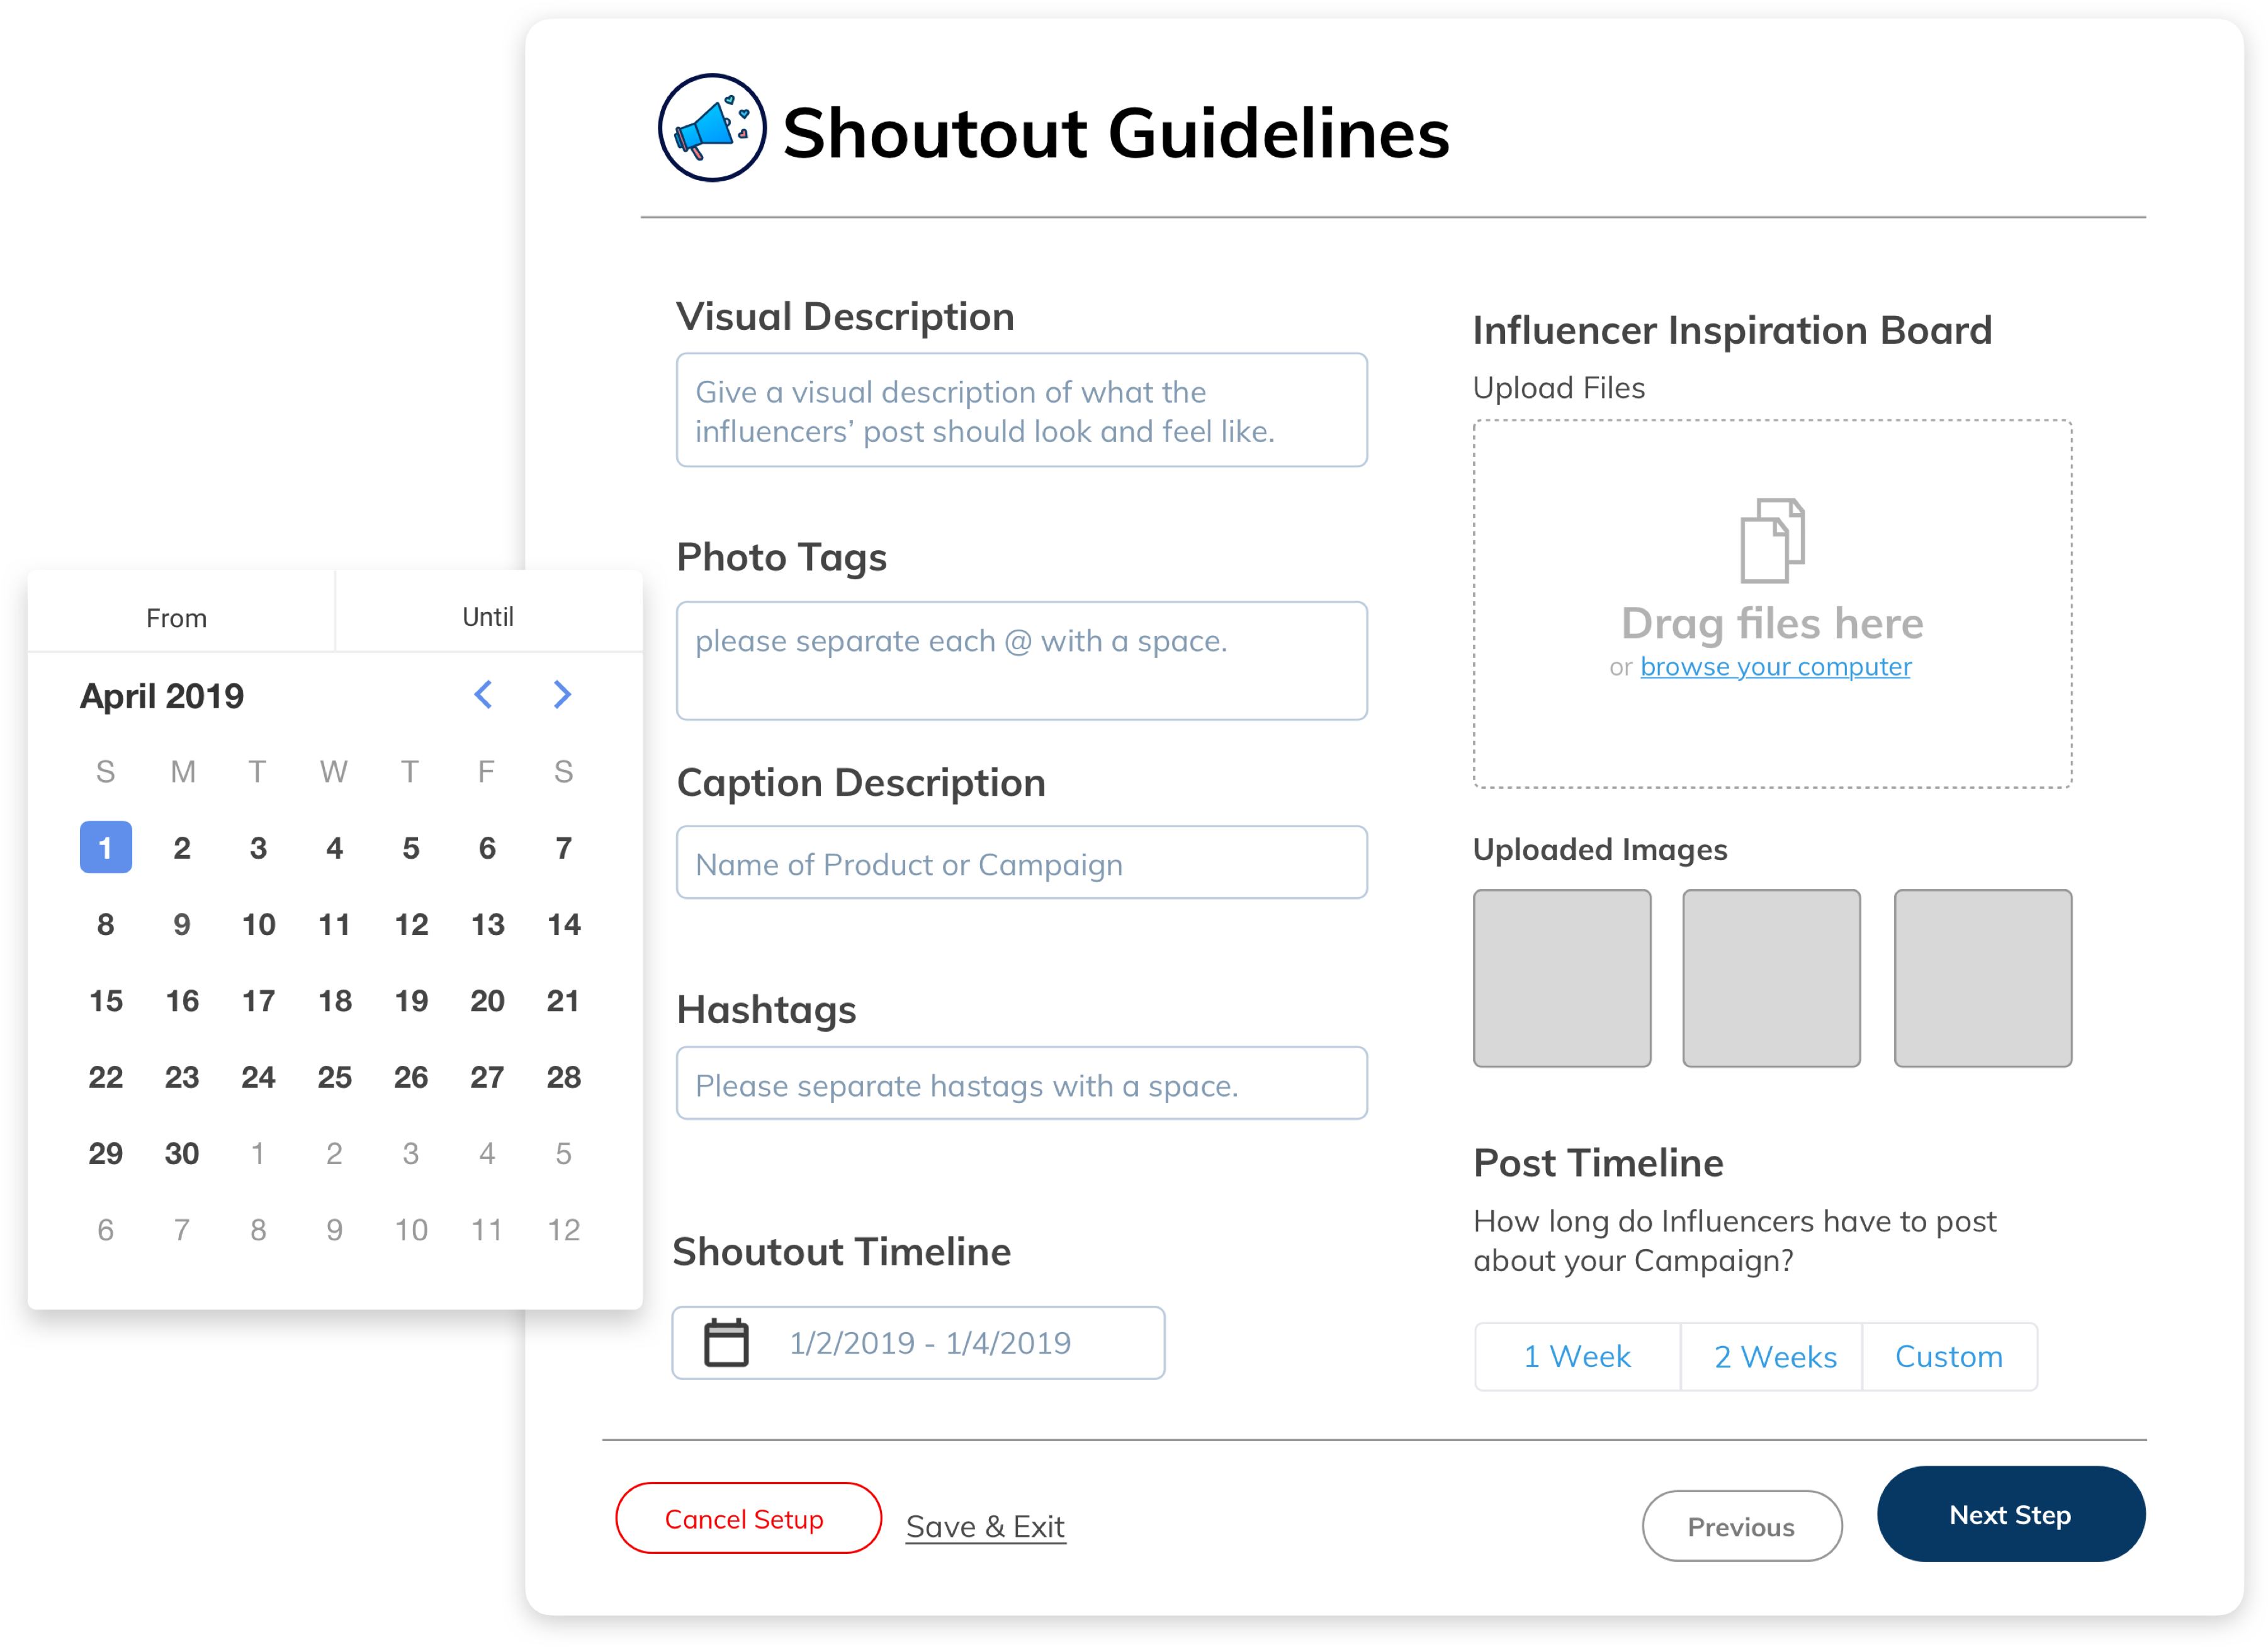 Shoutout Guidelines
Visual Description
Give a visual description of what the
influencers’ post should look and feel like.
Photo Tags
please separate each @ with a space.
Caption Description
Name of Product or Campaign
Hashtags
Please separate hastags with a space.
Shoutout Timeline
1/2/2019 - 1/4/2019
From Until
April 2019
S M T W T F S
1 2 3 4 5 6 7
8 9 10 11 12 13 14
15 16 17 18 19 20 21
22 23 24 25 26 27 28
29 30 1 2 3 4 5
6 7 8 9 10 11 12
Influencer Inspiration Board
Upload Files
Drag files here
or browse your computer
Uploaded Images
Post Timeline
How long do Influencers have to post
about your Campaign?
1 Week 2 Weeks Custom
Cancel Setup Save & Exit Previous Next Step